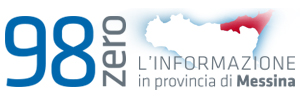 98
zero
L'INFORMAZIONE
in provincia di Messina